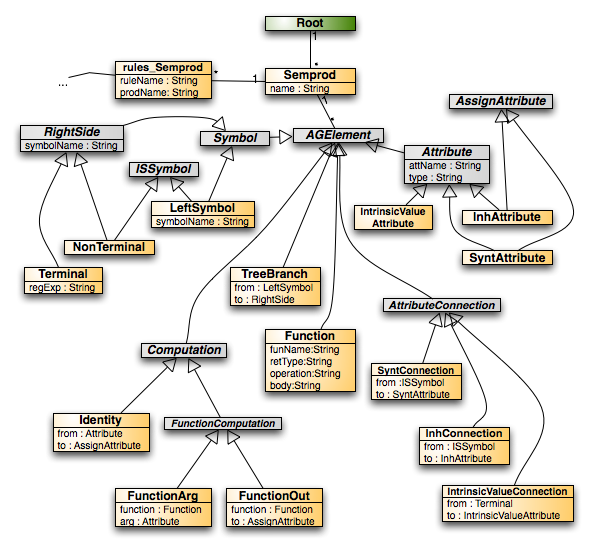 Root
1
*
rules_Semprod
ruleName : String
prodName: String
...
*
1
Semprod
name : String
1
*
AssignAttribute
RightSide
symbolName : String
Symbol
AGElement
Attribute
attName : String
type : String
ISSymbol
LeftSymbol
symbolName : String
IntrinsicValue
Attribute
InhAttribute
NonTerminal
SyntAttribute
Terminal
regExp : String
TreeBranch
from : LeftSymbol
to : RightSide
AttributeConnection
Function
funName:String
retType:String
operation:String
body:String
Computation
SyntConnection
from :ISSymbol
to : SyntAttribute
Identity
from : Attribute
to : AssignAttribute
FunctionComputation
InhConnection
from : ISSymbol
to : InhAttribute
FunctionArg
function : Function
arg : Attribute
FunctionOut
function : Function
to : AssignAttribute
IntrinsicValueConnection
from : Terminal
to : IntrinsicValueAttribute